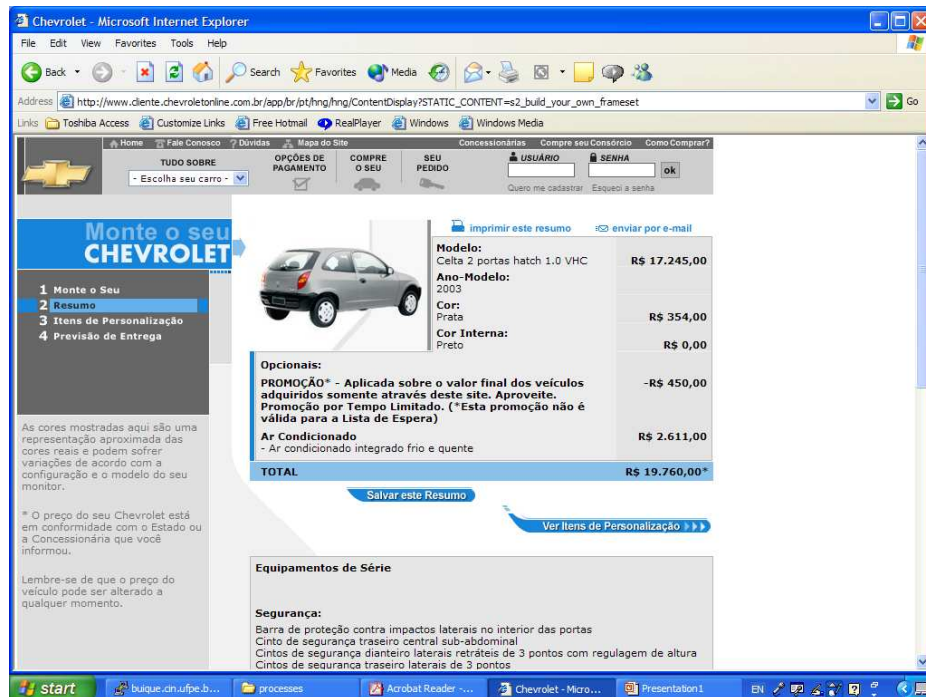 Chevrolet - Microsoft Internet Explorer
File Edit View Favorites Tools Help
Back Search Favorites Media
Address http://www.cliente.chevroletonline.com.br/app/br/pt/hng/hng/ContentDisplay?STATIC_CONTENT=s2_build_your_own_frameset Go
Links Toshiba Access Customize Links Free Hotmail RealPlayer Windows Windows Media
Home Fale Conosco ? Dúvidas Mapa do Site Concessionárias Compre seu Consórcio Como Comprar?
TUDO SOBRE
- Escolha seu carro -
OPÇÕES DE
PAGAMENTO
COMPRE
O SEU
SEU
PEDIDO
USUÁRIO SENHA
ok
Quero me cadastrar Esqueci a senha
Monte o seu
CHEVROLET
1 Monte o Seu
2 Resumo
3 Itens de Personalização
4 Previsão de Entrega
As cores mostradas aqui são uma
representação aproximada das
cores reais e podem sofrer
variações de acordo com a
configuração e o modelo do seu
monitor.
* O preço do seu Chevrolet está
em conformidade com o Estado ou
a Concessionária que você
informou.
Lembre-se de que o preço do
veículo pode ser alterado a
qualquer momento.
imprimir este resumo enviar por e-mail
Modelo:
Celta 2 portas hatch 1.0 VHC R$ 17.245,00
Ano-Modelo:
2003
Cor:
Prata R$ 354,00
Cor Interna:
Preto R$ 0,00
Opcionais:
PROMOÇÃO* - Aplicada sobre o valor final dos veículos -R$ 450,00
adquiridos somente através deste site. Aproveite.
Promoção por Tempo Limitado. (*Esta promoção não é
válida para a Lista de Espera)
Ar Condicionado R$ 2.611,00
- Ar condicionado integrado frio e quente
TOTAL R$ 19.760,00*
Salvar este Resumo
Ver Itens de Personalização
Equipamentos de Série
Segurança:
Barra de proteção contra impactos laterais no interior das portas
Cinto de segurança traseiro central sub-abdominal
Cintos de segurança dianteiro laterais retráteis de 3 pontos com regulagem de altura
Cintos de segurança traseiro laterais de 3 pontos
start buique.cin.ufpe.b... processes Acrobat Reader -... Chevrolet - Micro... Presentation1 EN